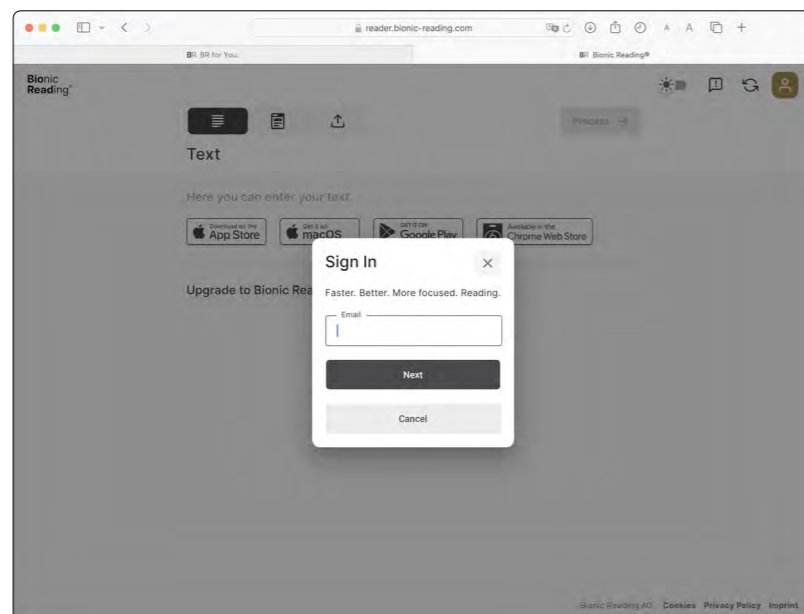 reader.bionic-reading.com
A A
BR BR for You.
BR Bionic Reading®
Bionic
Reading®
Process
Text
Here you can enter your text.
Download on the
App Store
Get it on
macOS
GET IT ON
Google Play
Available in the
Chrome Web Store
Upgrade to Bionic Rea
Sign In
Faster. Better. More focused. Reading.
Email
Next
Cancel
Bionic Reading AG Cookies Privacy Policy Imprint